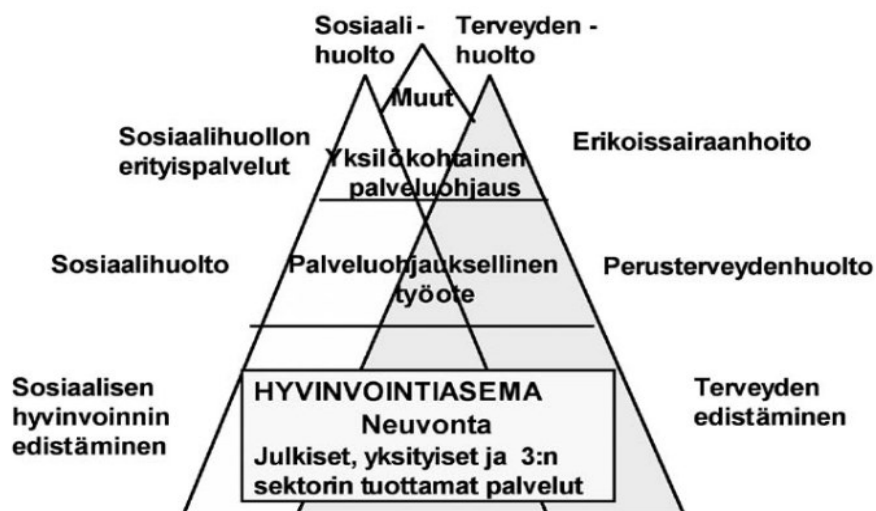 Sosiaali-
huolto
Terveyden -
huolto
Muut
Sosiaalihuollon
erityispalvelut
Yksilökohtainen
palveluohjaus
Erikoissairaanhoito
Sosiaalihuolto
Palveluohjauksellinen
työote
Perusterveydenhuolto
Sosiaalisen
hyvinvoinnin
edistäminen
HYVINVOINTIASEMA
Neuvonta
Julkiset, yksityiset ja 3:n
sektorin tuottamat palvelut
Terveyden
edistäminen